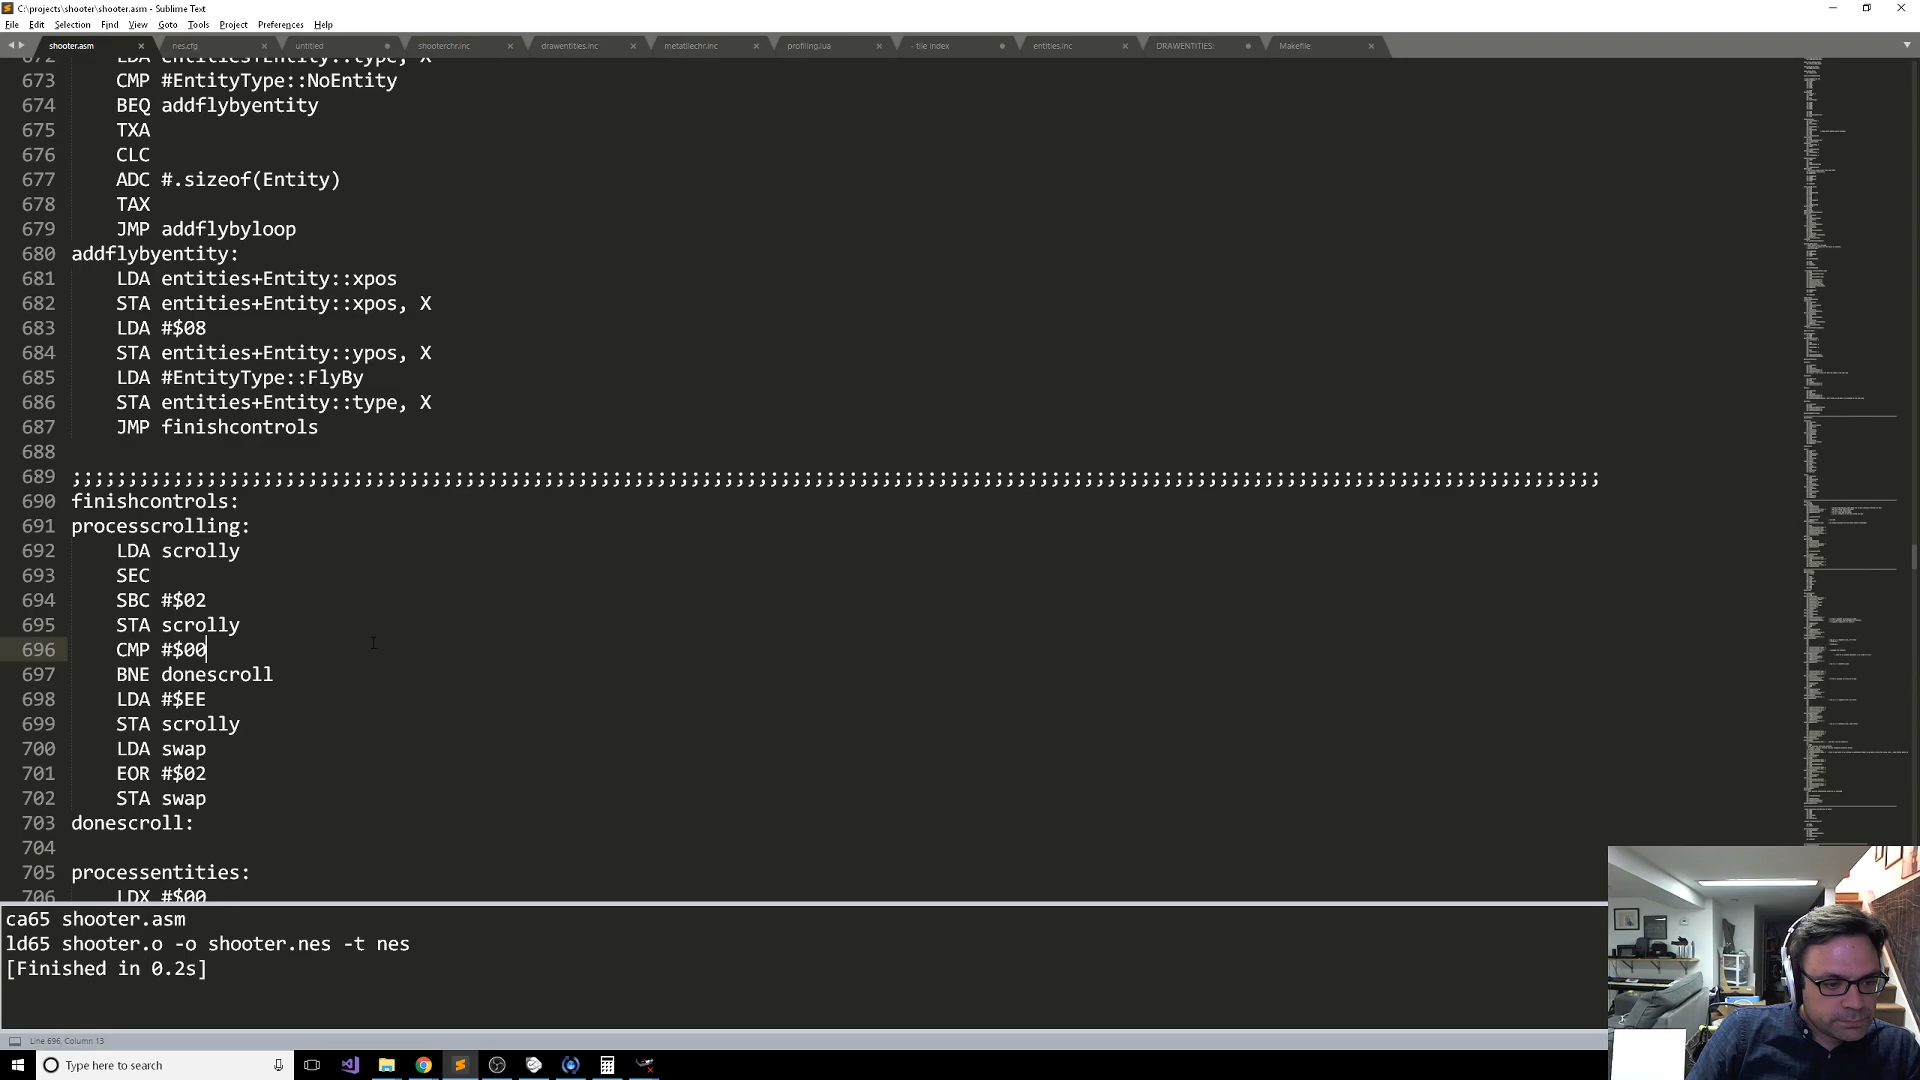 C:\projects\shooter\shooter.asm - Sublime Text
File Edit Selection Find View Goto Tools Project Preferences Help
shooter.asm nes.cfg untitled shooterchr.inc drawentities.inc metatilechr.inc profiling.lua - tile index entities.inc DRAWENTITIES: Makefile
672 LDA entities+Entity::type, X
673 CMP #EntityType::NoEntity
674 BEQ addflybyentity
675 TXA
676 CLC
677 ADC #.sizeof(Entity)
678 TAX
679 JMP addflybyloop
680 addflybyentity:
681 LDA entities+Entity::xpos
682 STA entities+Entity::xpos, X
683 LDA #$08
684 STA entities+Entity::ypos, X
685 LDA #EntityType::FlyBy
686 STA entities+Entity::type, X
687 JMP finishcontrols
688
689 ;;;;;;;;;;;;;;;;;;;;;;;;;;;;;;;;;;;;;;;;;;;;;;;;;;;;;;;;;;;;;;;;;;;;;;;;;;;;;;;;;;;;;;;;;;;;;;;;;;;;;;;;;;;;;;;;;;;;;;;;;;;;;;;;;;;;;;;;
690 finishcontrols:
691 processcrolling:
692 LDA scrolly
693 SEC
694 SBC #$02
695 STA scrolly
696 CMP #$00
697 BNE donescroll
698 LDA #$EE
699 STA scrolly
700 LDA swap
701 EOR #$02
702 STA swap
703 donescroll:
704
705 processentities:
706 LDX #$00
ca65 shooter.asm
ld65 shooter.o -o shooter.nes -t nes
[Finished in 0.2s]
Line 696, Column 13
Type here to search